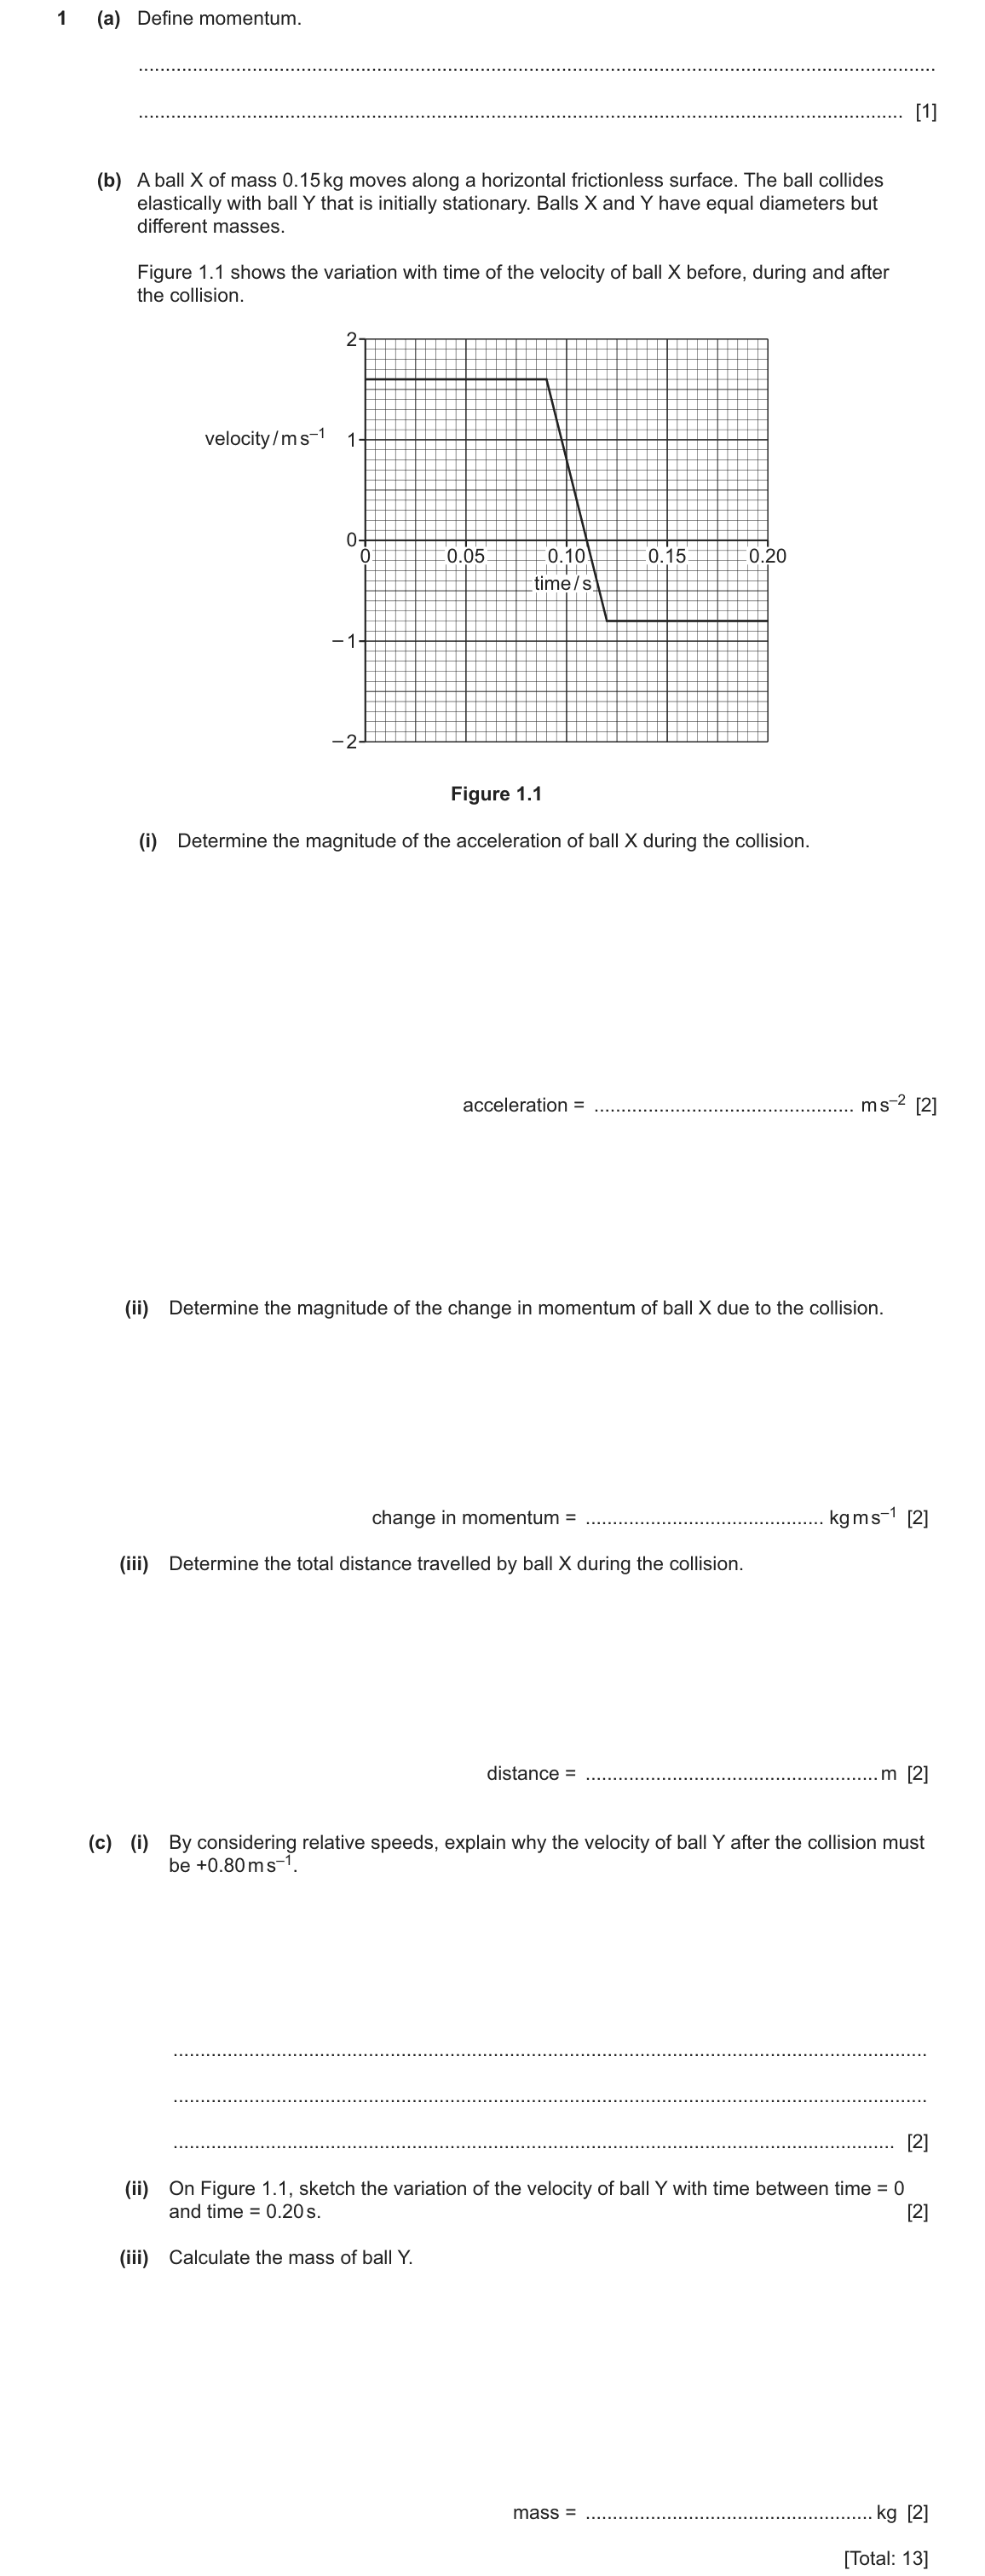 1 (a) Define momentum.
..........................................................................................................................................
.................................................................................................................................... [1]
(b) A ball X of mass 0.15 kg moves along a horizontal frictionless surface. The ball collides
elastically with ball Y that is initially stationary. Balls X and Y have equal diameters but
different masses.
Figure 1.1 shows the variation with time of the velocity of ball X before, during and after
the collision.
2
velocity / m s⁻¹ 1
0
0 0.05 0.10 0.15 0.20
time / s
−1
−2
Figure 1.1
(i) Determine the magnitude of the acceleration of ball X during the collision.
acceleration = ................................................ m s⁻² [2]
(ii) Determine the magnitude of the change in momentum of ball X due to the collision.
change in momentum = ............................................ kg m s⁻¹ [2]
(iii) Determine the total distance travelled by ball X during the collision.
distance = ...................................................... m [2]
(c) (i) By considering relative speeds, explain why the velocity of ball Y after the collision must
be +0.80 m s⁻¹.
..........................................................................................................................................
..........................................................................................................................................
.................................................................................................................................... [2]
(ii) On Figure 1.1, sketch the variation of the velocity of ball Y with time between time = 0
and time = 0.20 s. [2]
(iii) Calculate the mass of ball Y.
mass = ..................................................... kg [2]
[Total: 13]